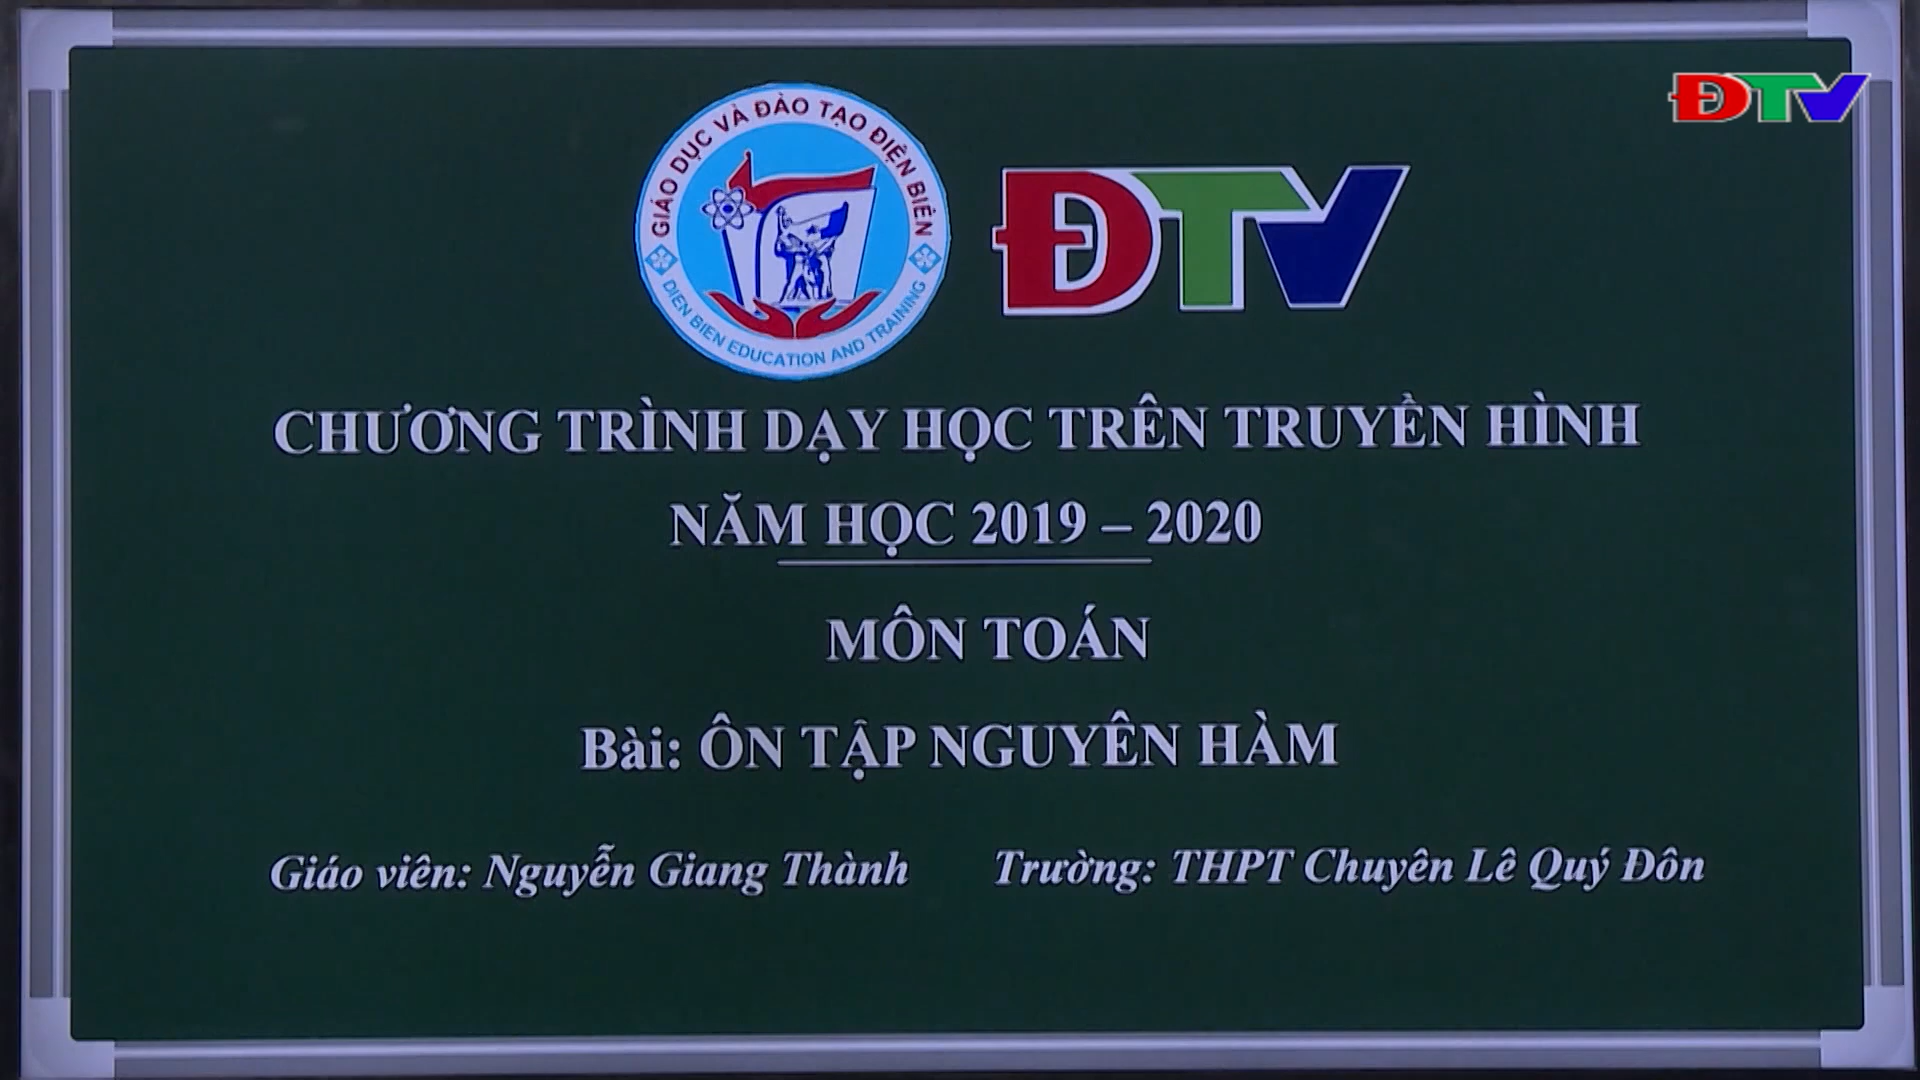 ĐTV
GIÁO DỤC VÀ ĐÀO TẠO ĐIỆN BIÊN
DIEN BIEN EDUCATION AND TRAINING
ĐTV
CHƯƠNG TRÌNH DẠY HỌC TRÊN TRUYỀN HÌNH
NĂM HỌC 2019 – 2020
MÔN TOÁN
Bài: ÔN TẬP NGUYÊN HÀM
Giáo viên: Nguyễn Giang Thành
Trường: THPT Chuyên Lê Quý Đôn